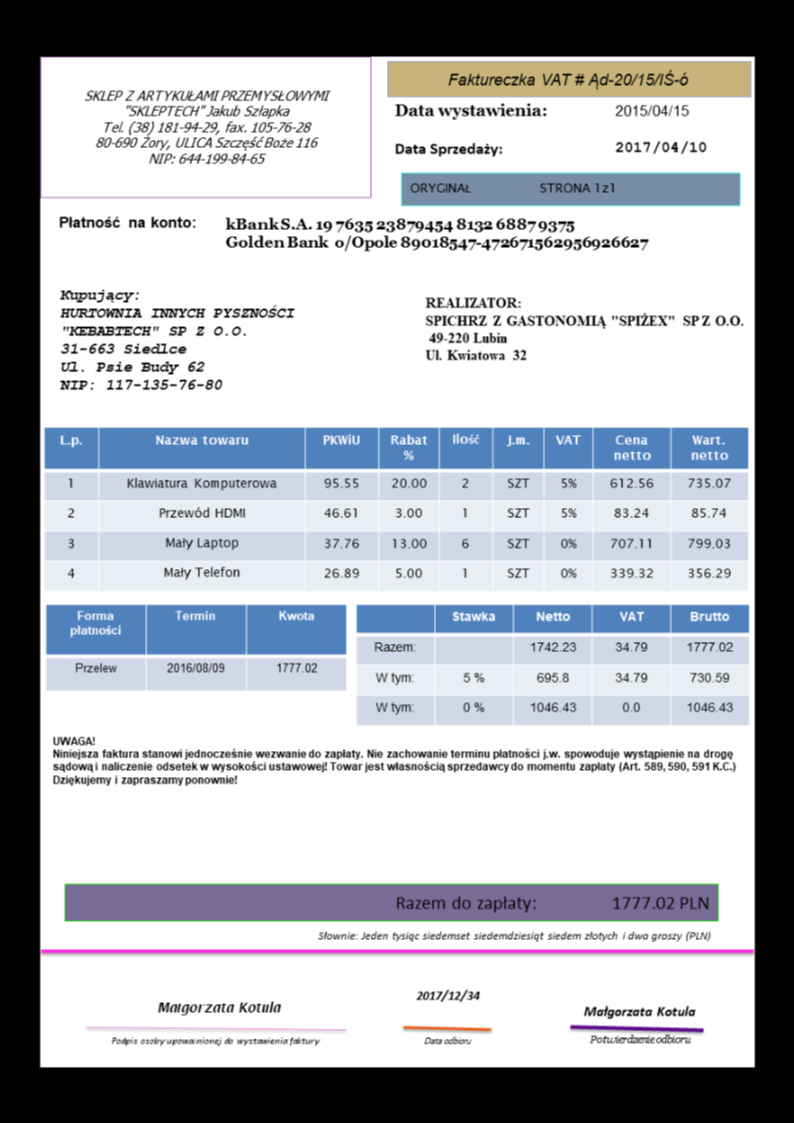 SKLEP Z ARTYKUŁAMI PRZEMYSŁOWYMI
"SKLEPTECH" Jakub Szłapka
Tel. (38) 181-94-29, fax. 105-76-28
80-690 Żory, ULICA Szczęść Boże 116
NIP: 644-199-84-65
Faktureczka VAT # Ąd-20/15/IŚ-ó
Data wystawienia: 2015/04/15
Data Sprzedaży: 2017/04/10
ORYGINAŁ STRONA 1z1
Płatność na konto: kBank S.A. 19 7635 23879454 8132 6887 9375
Golden Bank o/Opole 89018547-472671562956926627
Kupujący:
HURTOWNIA INNYCH PYSZNOŚCI
"KEBABTECH" SP Z O.O.
31-663 Siedlce
Ul. Psie Budy 62
NIP: 117-135-76-80
REALIZATOR:
SPICHRZ Z GASTONOMIĄ "SPIŻEX" SP Z O.O.
49-220 Lubin
Ul. Kwiatowa 32
L.p. Nazwa towaru PKWiU Rabat % Ilość J.m. VAT Cena netto Wart. netto
1 Klawiatura Komputerowa 95.55 20.00 2 SZT 5% 612.56 735.07
2 Przewód HDMI 46.61 3.00 1 SZT 5% 83.24 85.74
3 Mały Laptop 37.76 13.00 6 SZT 0% 707.11 799.03
4 Mały Telefon 26.89 5.00 1 SZT 0% 339.32 356.29
Forma płatności Termin Kwota
Przelew 2016/08/09 1777.02
Stawka Netto VAT Brutto
Razem: 1742.23 34.79 1777.02
W tym: 5 % 695.8 34.79 730.59
W tym: 0 % 1046.43 0.0 1046.43
UWAGA!
Niniejsza faktura stanowi jednocześnie wezwanie do zapłaty. Nie zachowanie terminu płatności j.w. spowoduje wystąpienie na drogę
sądową i naliczenie odsetek w wysokości ustawowej! Towar jest własnością sprzedawcy do momentu zapłaty (Art. 589, 590, 591 K.C.)
Dziękujemy i zapraszamy ponownie!
Razem do zapłaty: 1777.02 PLN
Słownie: Jeden tysiąc siedemset siedemdziesiąt siedem złotych i dwa groszy (PLN)
Małgorzata Kotula
Podpis osoby upoważnionej do wystawienia faktury
2017/12/34
Data odbioru
Małgorzata Kotula
Potwierdzenie odbioru